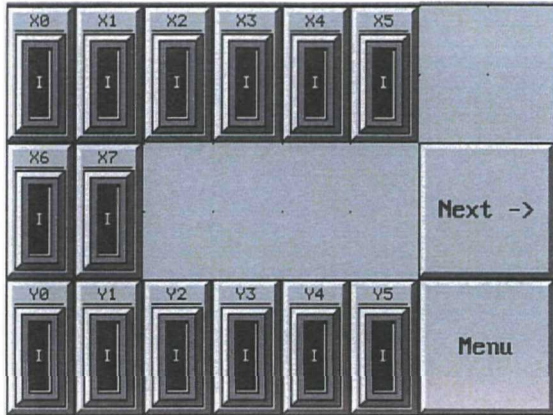 X0 X1 X2 X3 X4 X5
I I I I I I
X6 X7
I I
Next ->
Y0 Y1 Y2 Y3 Y4 Y5
I I I I I I
Menu